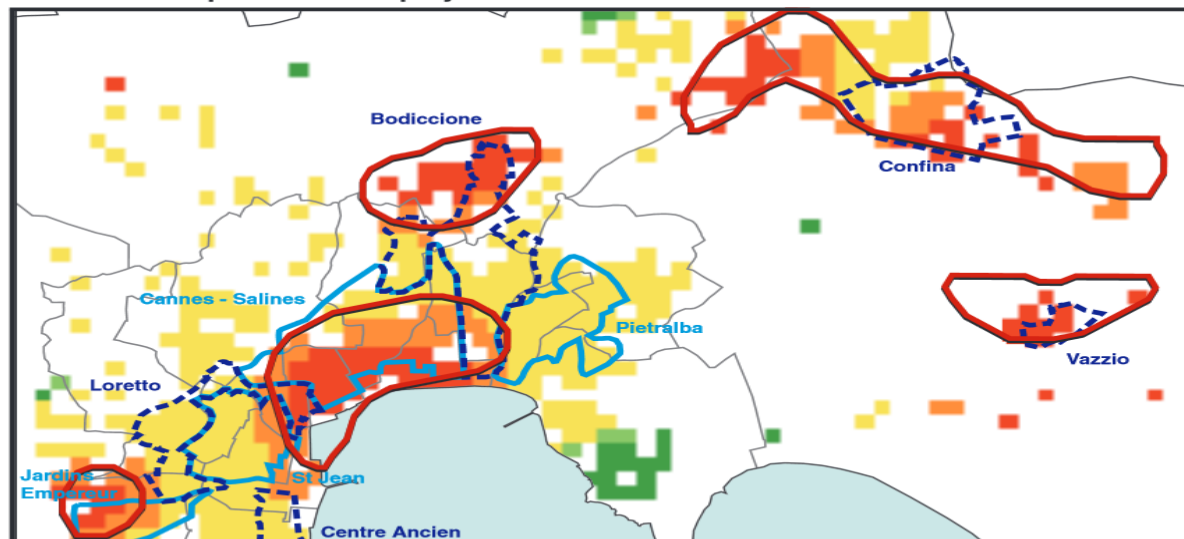 Bodiccione
Confina
Cannes - Salines
Pietralba
Vazzio
Loretto
Jardins
Empereur
St Jean
Centre Ancien